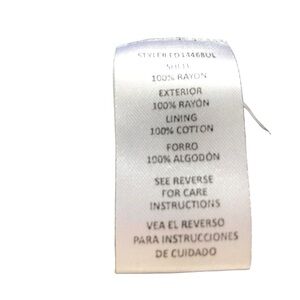 SHELL
100% RAYON
EXTERIOR
100% RAYÓN
LINING
100% COTTON
FORRO
100% ALGODÓN
SEE REVERSE
FOR CARE
INSTRUCTIONS
VEA EL REVERSO
PARA INSTRUCCIONES
DE CUIDADO